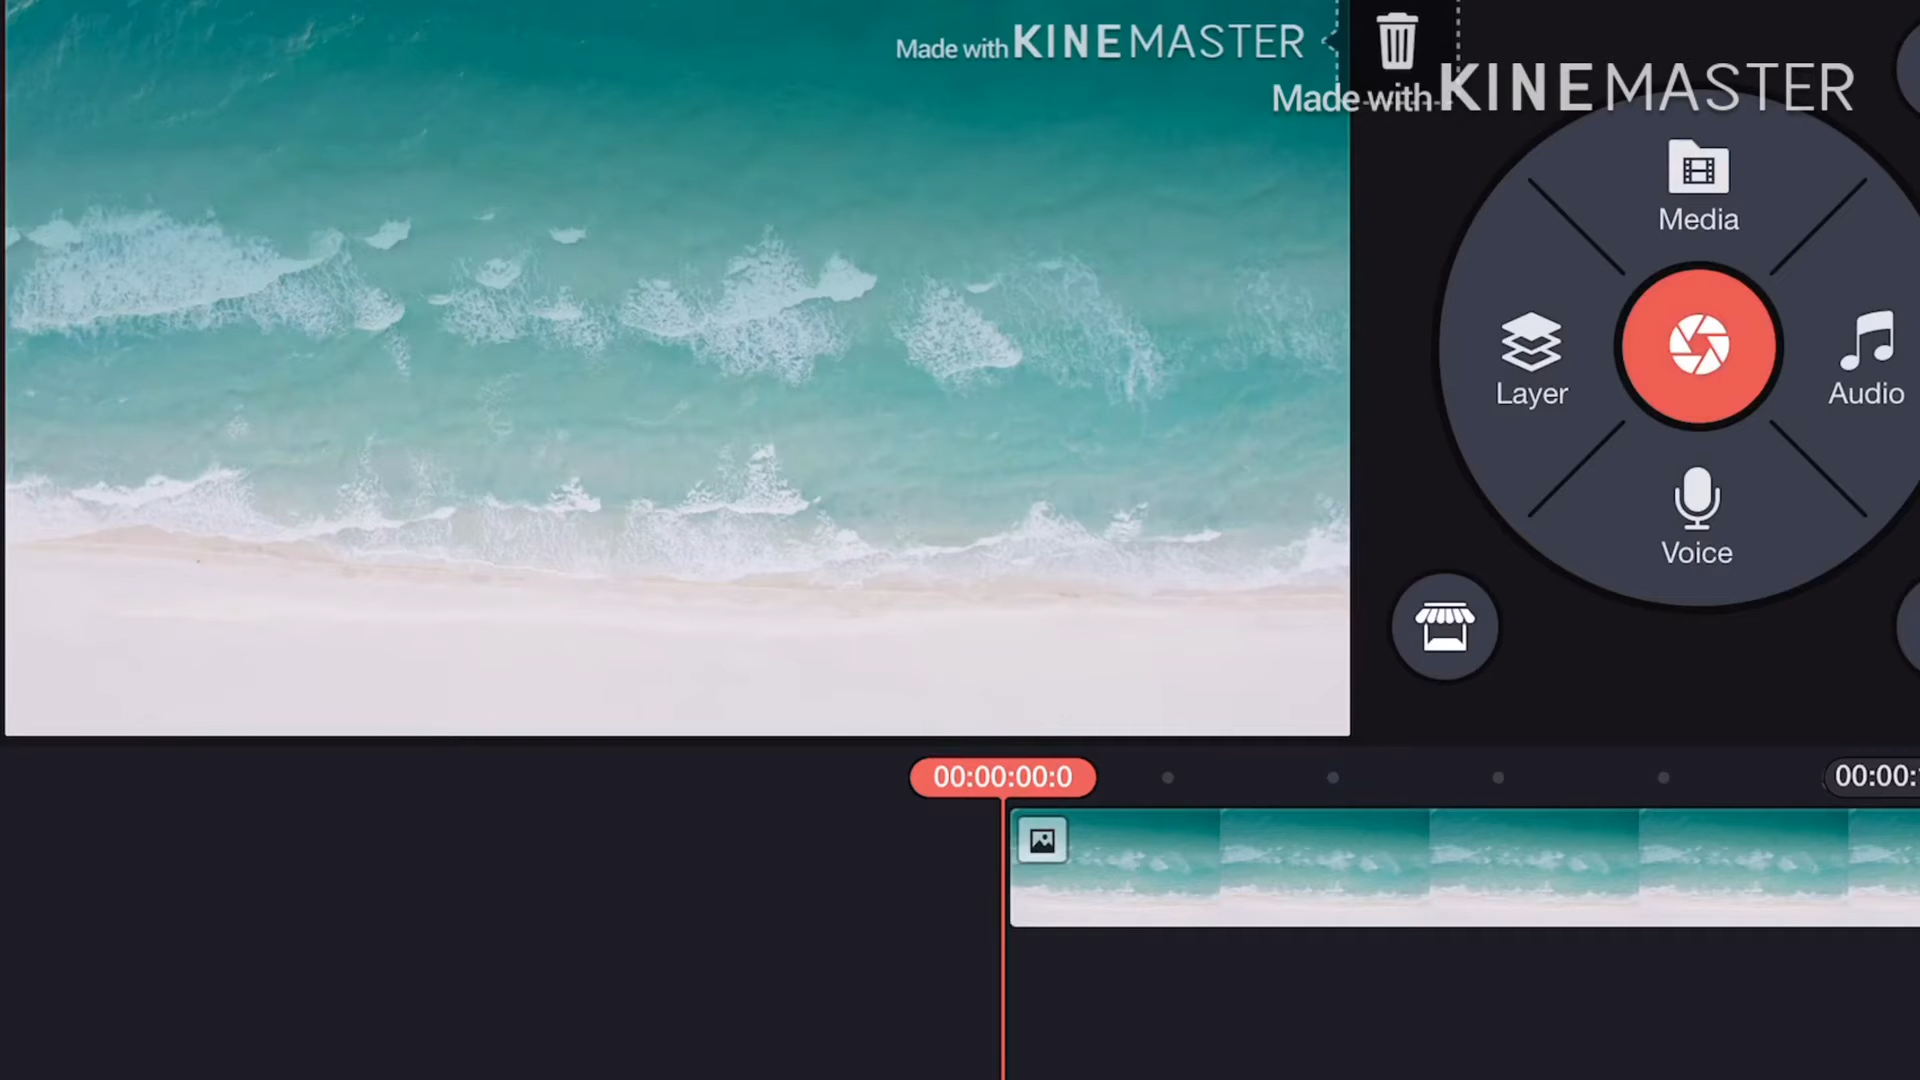 Made with KINEMASTER
Made with KINEMASTER
Media
Layer
Audio
Voice
00:00:00:0
00:00: